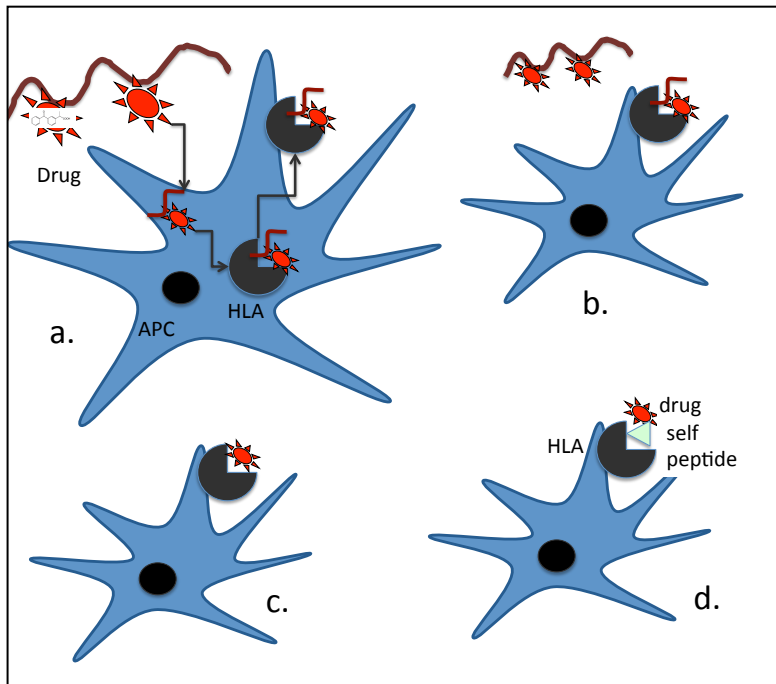 Drug
a.
APC
HLA
b.
c.
HLA
drug
self
peptide
d.